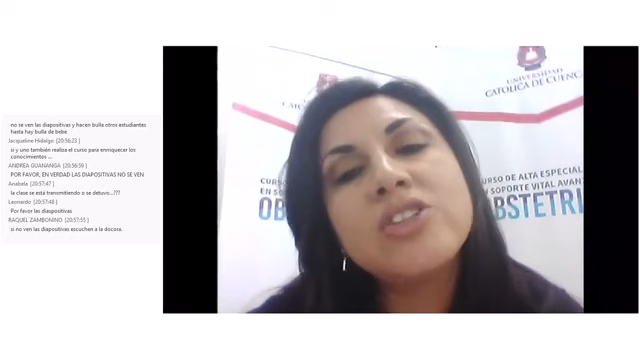 no se ven las diapositivas y hacen bulla otros estudiantes
hasta hay bulla de bebe
Jacqueline Hidalgo [20:56:23]
si y uno también realiza el curso para enriquecer los
conocimientos ...
ANDREA GUANANGA [20:56:59]
POR FAVOR, EN VERDAD LAS DIAPOSITIVAS NO SE VEN
Anabela [20:57:47]
la clase se está transmitiendo o se detuvo...???
Leonardo [20:57:48]
Por favor las diaspositivas
RAQUEL ZAMBONINO [20:57:55]
si no ven las diapositivas escuchen a la docora.
UNIVERSIDAD
CATÓLICA DE CUENCA
CURSO DE ALTA ESPECIAL
EN SOPORTE VITAL AVAN
OBSTETRI